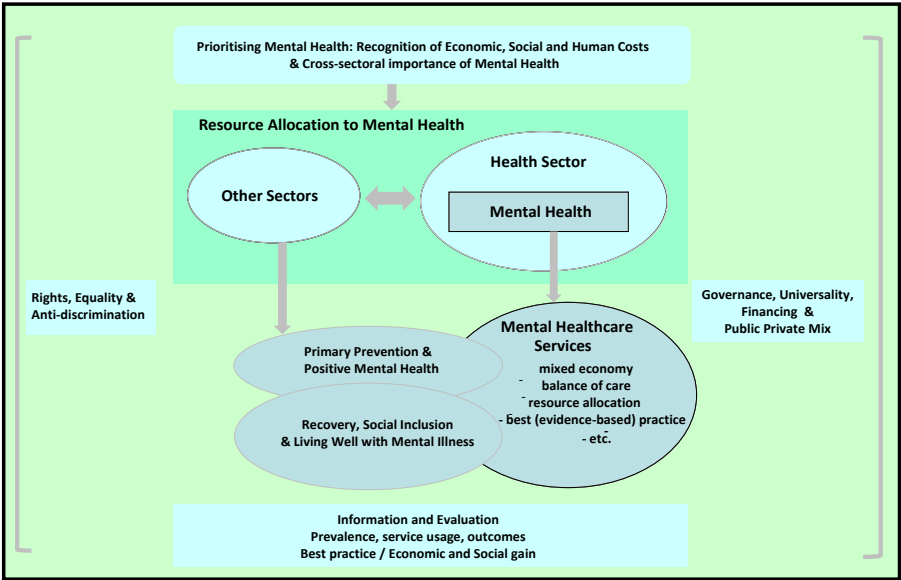 Prioritising Mental Health: Recognition of Economic, Social and Human Costs
& Cross-sectoral importance of Mental Health
Resource Allocation to Mental Health
Health Sector
Other Sectors
Mental Health
Rights, Equality &
Anti-discrimination
Governance, Universality,
Financing &
Public Private Mix
Mental Healthcare
Services
- mixed economy
balance of care
- resource allocation
- best (evidence-based) practice
- etc.
Primary Prevention &
Positive Mental Health
Recovery, Social Inclusion
& Living Well with Mental Illness
Information and Evaluation
Prevalence, service usage, outcomes
Best practice / Economic and Social gain